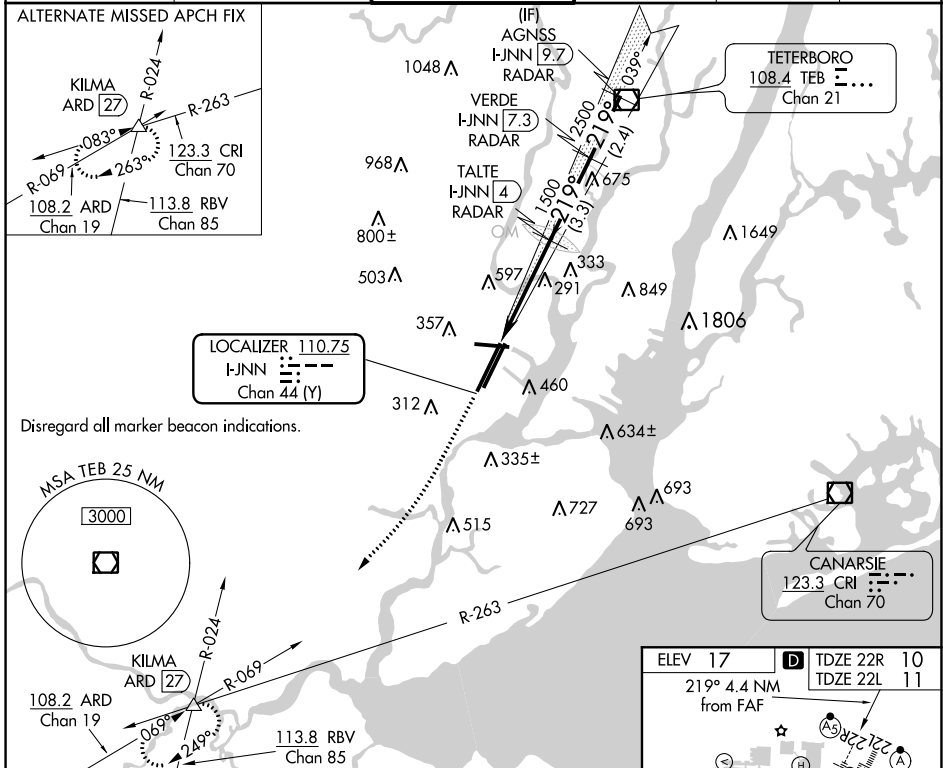 ALTERNATE MISSED APCH FIX
KILMA
ARD 27
R-024
R-263
083°
263°
R-069
123.3 CRI
Chan 70
108.2 ARD
Chan 19
113.8 RBV
Chan 85
(IF)
AGNSS
I-JNN 9.7
RADAR
VERDE
I-JNN 7.3
RADAR
TALTE
I-JNN 4
RADAR
OM
039°
2500
219°
(2.4)
1500
219°
(3.3)
TETERBORO
108.4 TEB
Chan 21
1048
968
800±
503
357
312
597
291
333
675
849
1649
1806
460
634±
335±
515
727
693
693
LOCALIZER 110.75
I-JNN
Chan 44 (Y)
Disregard all marker beacon indications.
MSA TEB 25 NM
3000
CANARSIE
123.3 CRI
Chan 70
R-263
KILMA
ARD 27
R-024
R-069
069°
249°
108.2 ARD
Chan 19
113.8 RBV
Chan 85
ELEV 17
D
TDZE 22R 10
TDZE 22L 11
219° 4.4 NM
from FAF
A5
22R
22L
A
H